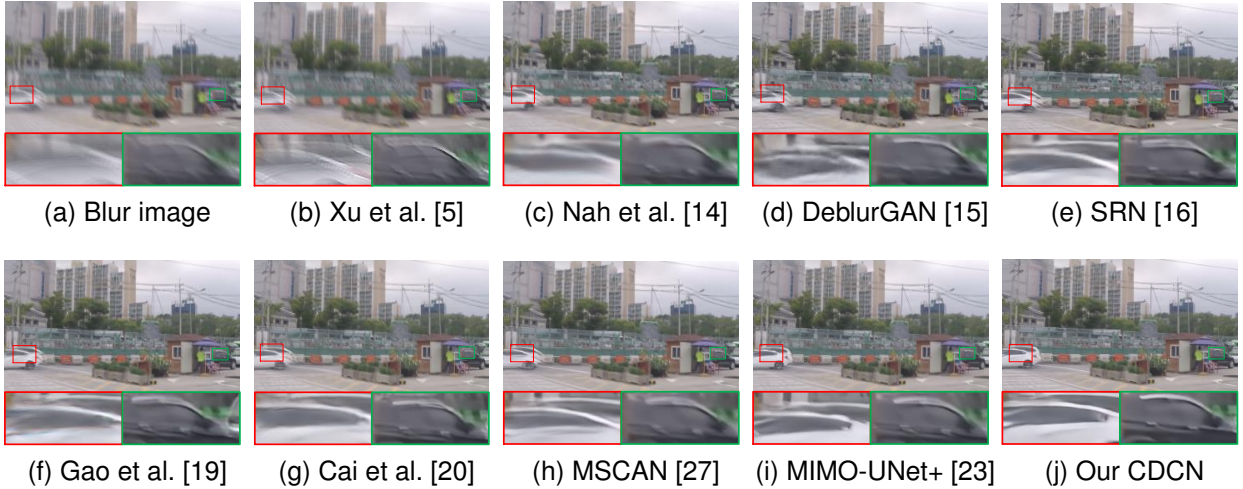 (a) Blur image
(b) Xu et al. [5]
(c) Nah et al. [14]
(d) DeblurGAN [15]
(e) SRN [16]
(f) Gao et al. [19]
(g) Cai et al. [20]
(h) MSCAN [27]
(i) MIMO-UNet+ [23]
(j) Our CDCN